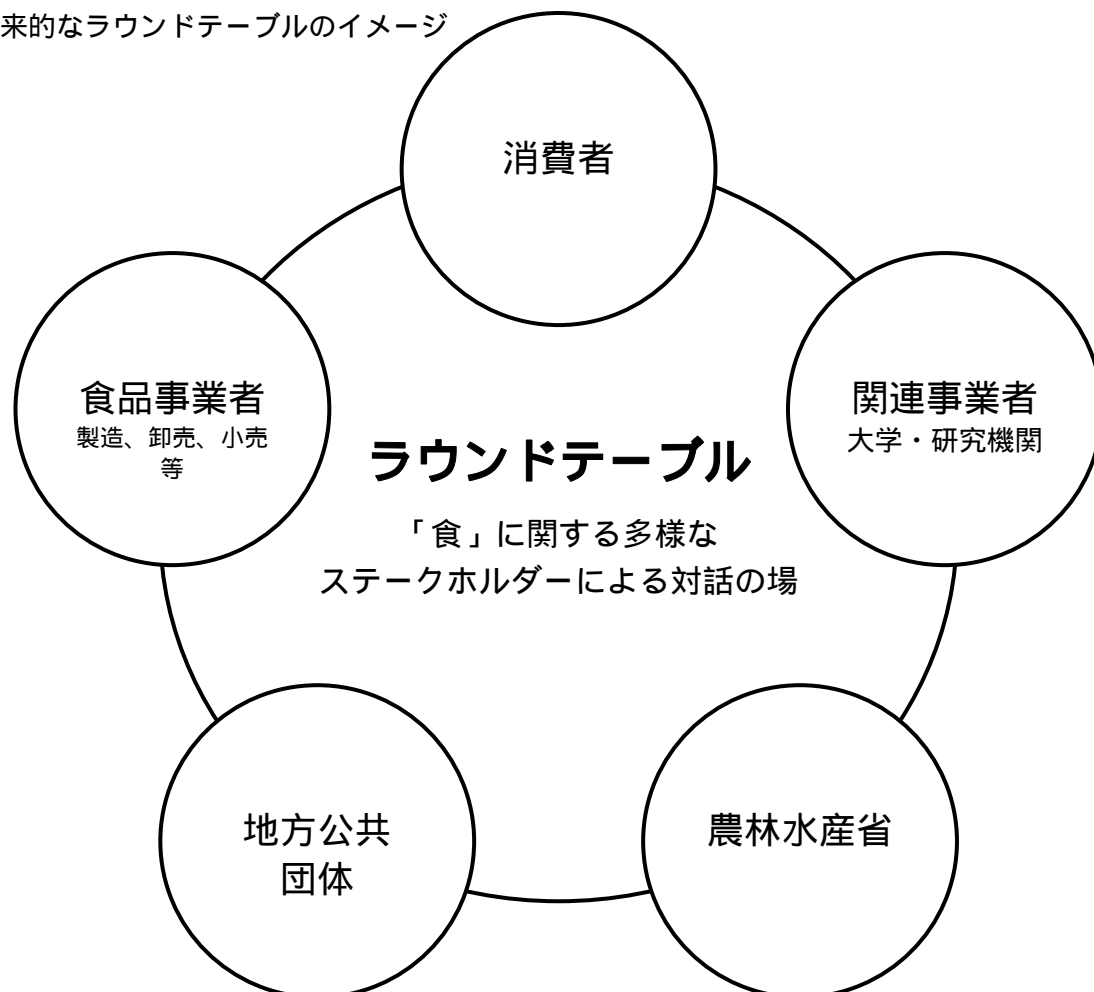 来的なラウンドテーブルのイメージ
消費者
食品事業者
製造、卸売、小売
等
関連事業者
大学・研究機関
ラウンドテーブル
「食」に関する多様な
ステークホルダーによる対話の場
地方公共
団体
農林水産省